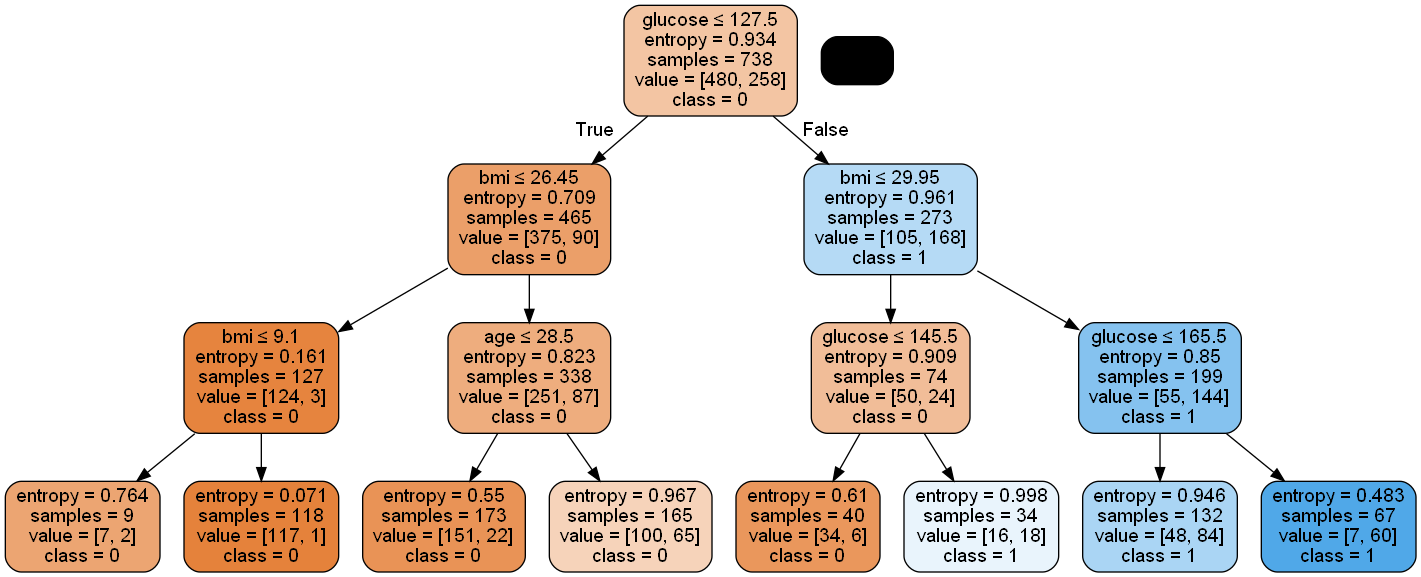 glucose ≤ 127.5
entropy = 0.934
samples = 738
value = [480, 258]
class = 0
True
False
bmi ≤ 26.45
entropy = 0.709
samples = 465
value = [375, 90]
class = 0
bmi ≤ 29.95
entropy = 0.961
samples = 273
value = [105, 168]
class = 1
bmi ≤ 9.1
entropy = 0.161
samples = 127
value = [124, 3]
class = 0
age ≤ 28.5
entropy = 0.823
samples = 338
value = [251, 87]
class = 0
glucose ≤ 145.5
entropy = 0.909
samples = 74
value = [50, 24]
class = 0
glucose ≤ 165.5
entropy = 0.85
samples = 199
value = [55, 144]
class = 1
entropy = 0.764
samples = 9
value = [7, 2]
class = 0
entropy = 0.071
samples = 118
value = [117, 1]
class = 0
entropy = 0.55
samples = 173
value = [151, 22]
class = 0
entropy = 0.967
samples = 165
value = [100, 65]
class = 0
entropy = 0.61
samples = 40
value = [34, 6]
class = 0
entropy = 0.998
samples = 34
value = [16, 18]
class = 1
entropy = 0.946
samples = 132
value = [48, 84]
class = 1
entropy = 0.483
samples = 67
value = [7, 60]
class = 1